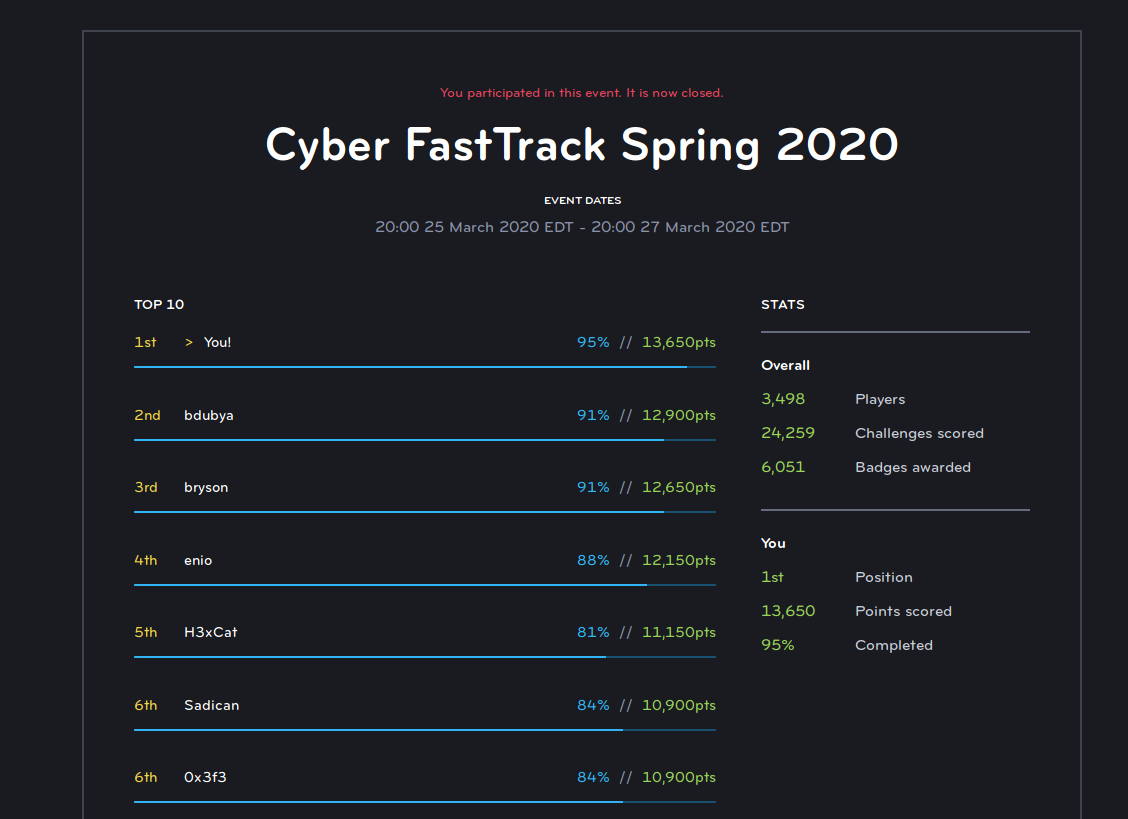 You participated in this event. It is now closed.
Cyber FastTrack Spring 2020
EVENT DATES
20:00 25 March 2020 EDT - 20:00 27 March 2020 EDT
TOP 10
1st > You! 95% // 13,650pts
2nd bdubya 91% // 12,900pts
3rd bryson 91% // 12,650pts
4th enio 88% // 12,150pts
5th H3xCat 81% // 11,150pts
6th Sadican 84% // 10,900pts
6th 0x3f3 84% // 10,900pts
STATS
Overall
3,498 Players
24,259 Challenges scored
6,051 Badges awarded
You
1st Position
13,650 Points scored
95% Completed